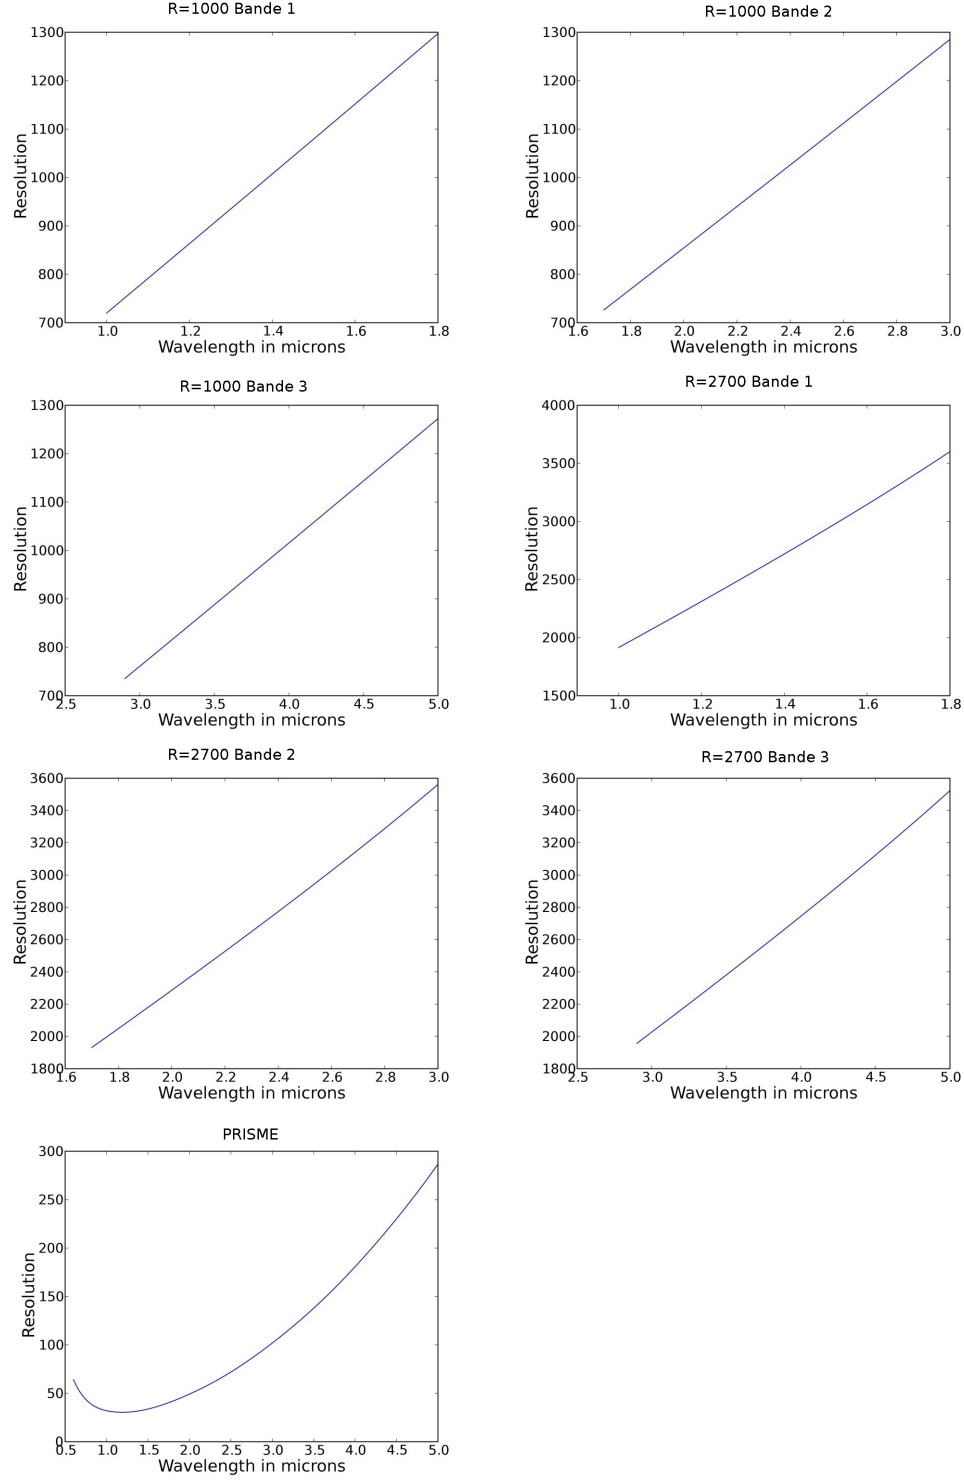 R=1000 Bande 1
1300
1200
1100
1000
900
800
700
Resolution
1.0 1.2 1.4 1.6 1.8
Wavelength in microns
R=1000 Bande 2
1300
1200
1100
1000
900
800
700
Resolution
1.6 1.8 2.0 2.2 2.4 2.6 2.8 3.0
Wavelength in microns
R=1000 Bande 3
1300
1200
1100
1000
900
800
700
Resolution
2.5 3.0 3.5 4.0 4.5 5.0
Wavelength in microns
R=2700 Bande 1
4000
3500
3000
2500
2000
1500
Resolution
1.0 1.2 1.4 1.6 1.8
Wavelength in microns
R=2700 Bande 2
3600
3400
3200
3000
2800
2600
2400
2200
2000
1800
Resolution
1.6 1.8 2.0 2.2 2.4 2.6 2.8 3.0
Wavelength in microns
R=2700 Bande 3
3600
3400
3200
3000
2800
2600
2400
2200
2000
1800
Resolution
2.5 3.0 3.5 4.0 4.5 5.0
Wavelength in microns
PRISME
300
250
200
150
100
50
0
Resolution
0.5 1.0 1.5 2.0 2.5 3.0 3.5 4.0 4.5 5.0
Wavelength in microns